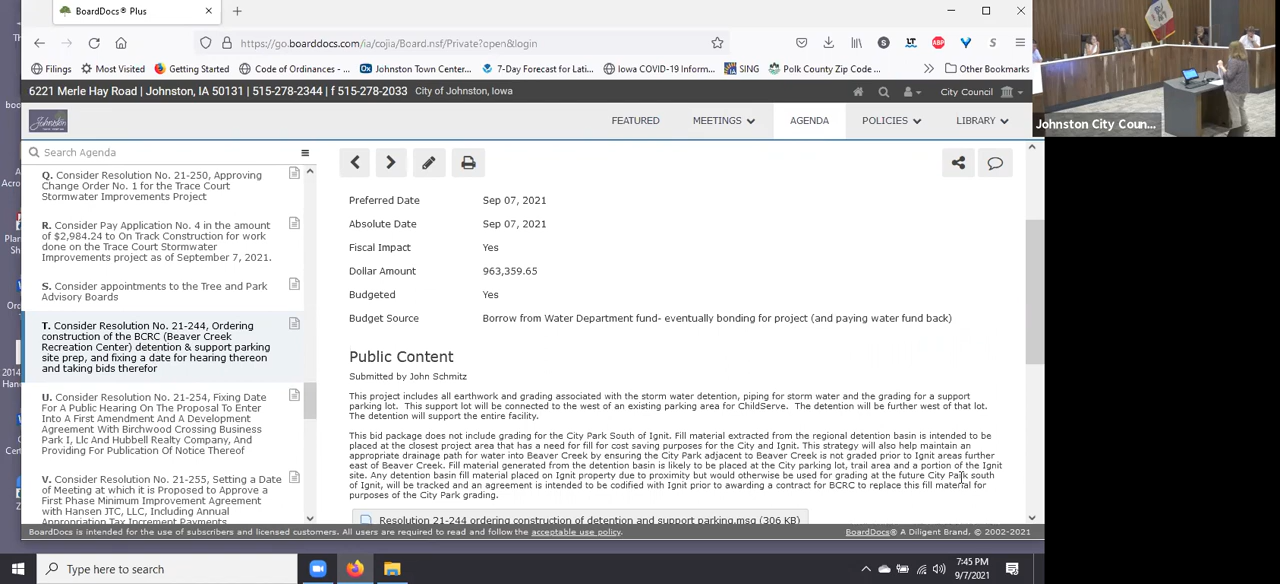 BoardDocs® Plus
https://go.boarddocs.com/ia/cojia/Board.nsf/Private?open&login
Filings Most Visited Getting Started Code of Ordinances -... Johnston Town Center... 7-Day Forecast for Lati... Iowa COVID-19 Inform... SING Polk County Zip Code ... Other Bookmarks
6221 Merle Hay Road | Johnston, IA 50131 | 515-278-2344 | f 515-278-2033 City of Johnston, Iowa City Council
Johnston City Coun...
Johnston FEATURED MEETINGS AGENDA POLICIES LIBRARY
Search Agenda
Q. Consider Resolution No. 21-250, Approving
Change Order No. 1 for the Trace Court
Stormwater Improvements Project
R. Consider Pay Application No. 4 in the amount
of $2,984.24 to On Track Construction for work
done on the Trace Court Stormwater
Improvements project as of September 7, 2021.
S. Consider appointments to the Tree and Park
Advisory Boards
T. Consider Resolution No. 21-244, Ordering
construction of the BCRC (Beaver Creek
Recreation Center) detention & support parking
site prep, and fixing a date for hearing thereon
and taking bids therefor
U. Consider Resolution No. 21-254, Fixing Date
For A Public Hearing On The Proposal To Enter
Into A First Amendment And A Development
Agreement With Birchwood Crossing Business
Park I, Llc And Hubbell Realty Company, And
Providing For Publication Of Notice Thereof
V. Consider Resolution No. 21-255, Setting a Date
of Meeting at which it is Proposed to Approve a
First Phase Minimum Improvement Agreement
with Hansen JTC, LLC, Including Annual
Appropriation Tax Increment Payments
Preferred Date Sep 07, 2021
Absolute Date Sep 07, 2021
Fiscal Impact Yes
Dollar Amount 963,359.65
Budgeted Yes
Budget Source Borrow from Water Department fund- eventually bonding for project (and paying water fund back)
Public Content
Submitted by John Schmitz
This project includes all earthwork and grading associated with the storm water detention, piping for storm water and the grading for a support
parking lot. This support lot will be connected to the west of an existing parking area for ChildServe. The detention will be further west of that lot.
The detention will support the entire facility.
This bid package does not include grading for the City Park South of Ignit. Fill material extracted from the regional detention basin is intended to be
placed at the closest project area that has a need for fill for cost saving purposes for the City and Ignit. This strategy will also help maintain an
appropriate drainage path for water into Beaver Creek by ensuring the City Park adjacent to Beaver Creek is not graded prior to Ignit areas further
east of Beaver Creek. Fill material generated from the detention basin is likely to be placed at the City parking lot, trail area and a portion of the Ignit
site. Any detention basin fill material placed on Ignit property due to proximity but would otherwise be used for grading at the future City Park south
of Ignit, will be tracked and an agreement is intended to be codified with Ignit prior to awarding a contract for BCRC to replace this fill material for
purposes of the City Park grading.
Resolution 21-244 ordering construction of detention and support parking.msg (306 KB)
BoardDocs is intended for the use of subscribers and licensed customers. All users are required to read and follow the acceptable use policy. BoardDocs® A Diligent Brand. © 2002-2021
Type here to search
7:45 PM
9/7/2021